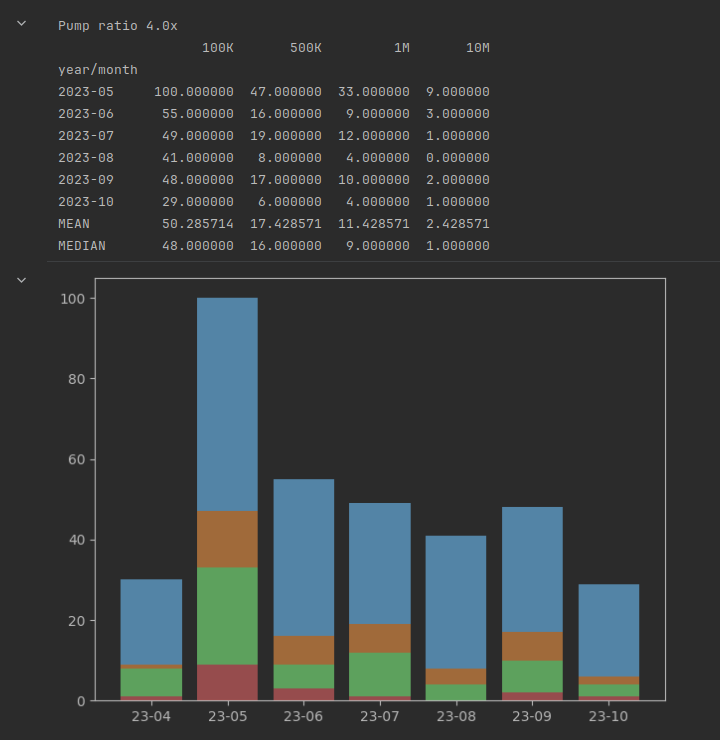 Pump ratio 4.0x
100K 500K 1M 10M
year/month
2023-05 100.000000 47.000000 33.000000 9.000000
2023-06 55.000000 16.000000 9.000000 3.000000
2023-07 49.000000 19.000000 12.000000 1.000000
2023-08 41.000000 8.000000 4.000000 0.000000
2023-09 48.000000 17.000000 10.000000 2.000000
2023-10 29.000000 6.000000 4.000000 1.000000
MEAN 50.285714 17.428571 11.428571 2.428571
MEDIAN 48.000000 16.000000 9.000000 1.000000
100
80
60
40
20
0
23-04 23-05 23-06 23-07 23-08 23-09 23-10